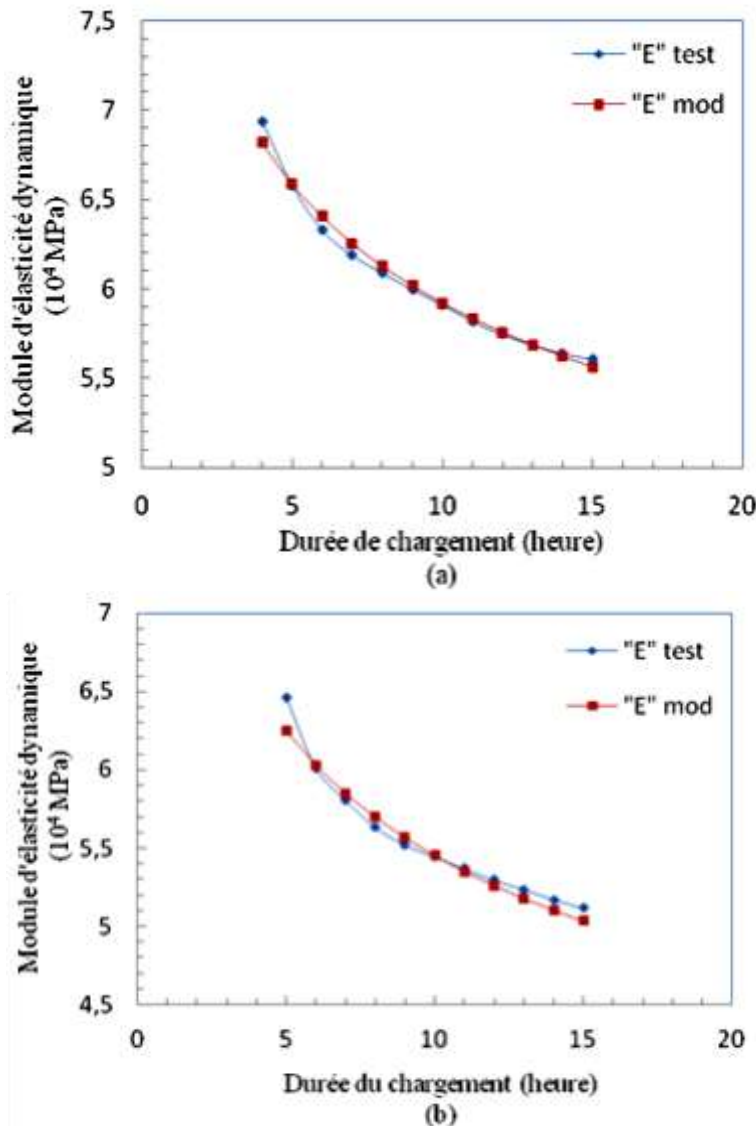 7,5
7
6,5
6
5,5
5
Module d'élasticité dynamique
(10⁴ MPa)
"E" test
"E" mod
0 5 10 15 20
Durée de chargement (heure)
(a)
7
6,5
6
5,5
5
4,5
Module d'élasticité dynamique
(10⁴ MPa)
"E" test
"E" mod
0 5 10 15 20
Durée du chargement (heure)
(b)